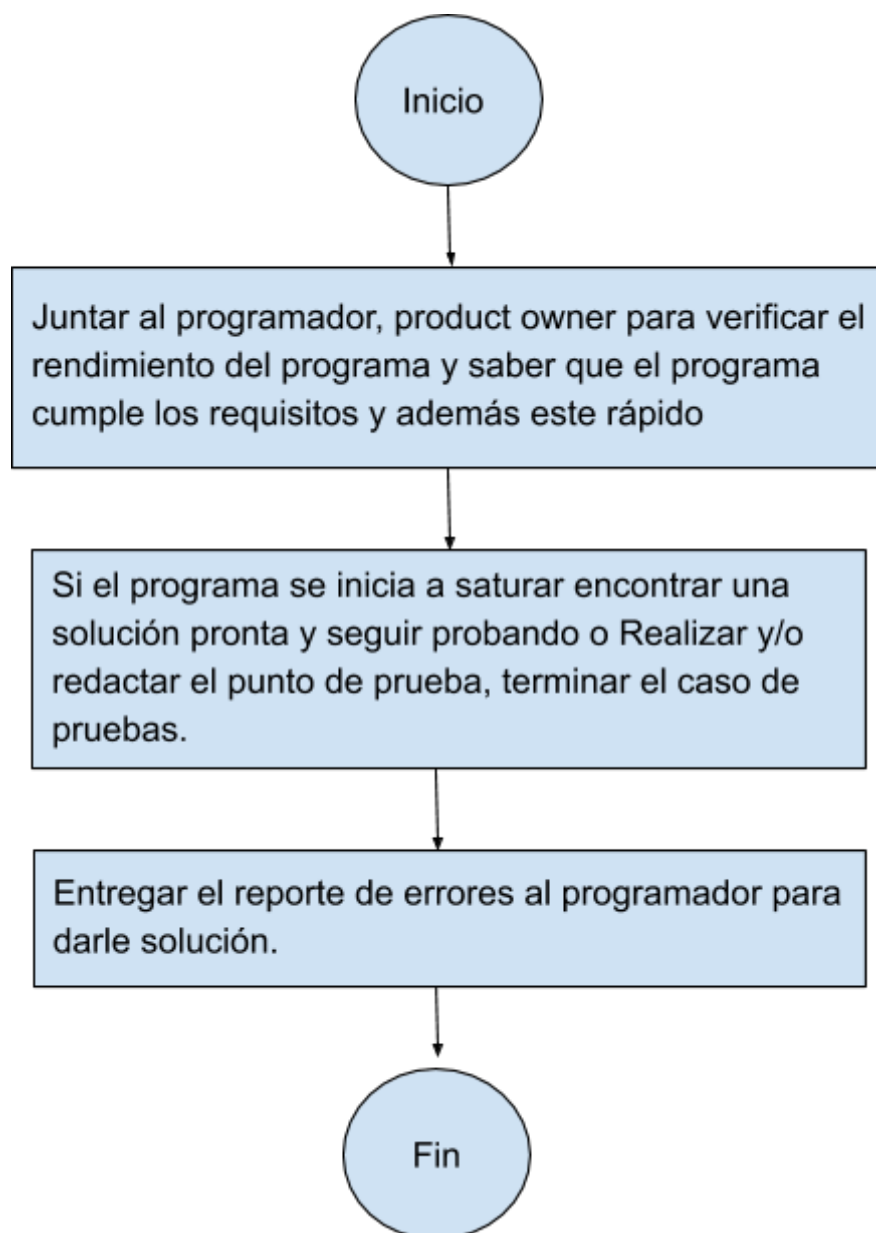 Inicio
Juntar al programador, product owner para verificar el
rendimiento del programa y saber que el programa
cumple los requisitos y además este rápido
Si el programa se inicia a saturar encontrar una
solución pronta y seguir probando o Realizar y/o
redactar el punto de prueba, terminar el caso de
pruebas.
Entregar el reporte de errores al programador para
darle solución.
Fin